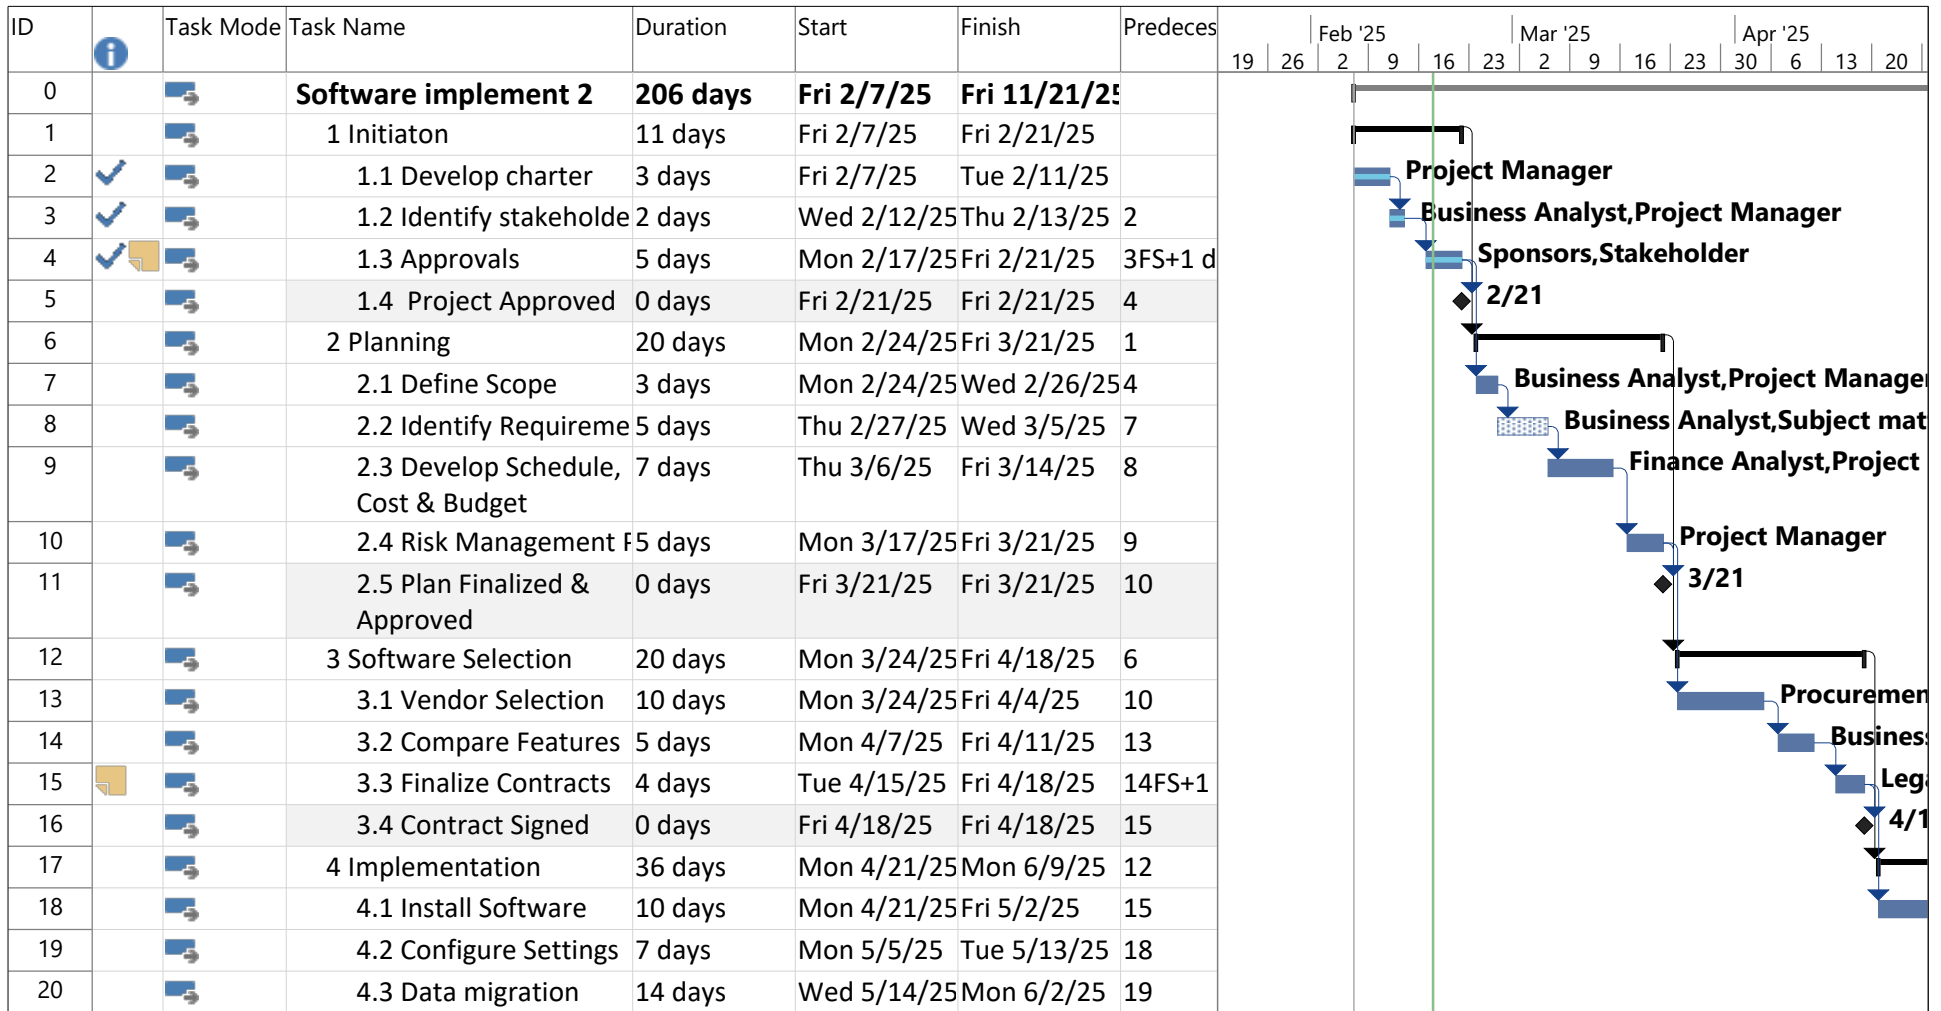 ID Task Mode Task Name Duration Start Finish Predeces
Feb '25 Mar '25 Apr '25
19 26 2 9 16 23 2 9 16 23 30 6 13 20
0 Software implement 2 206 days Fri 2/7/25 Fri 11/21/25
1 1 Initiaton 11 days Fri 2/7/25 Fri 2/21/25
2 1.1 Develop charter 3 days Fri 2/7/25 Tue 2/11/25 Project Manager
3 1.2 Identify stakeholde 2 days Wed 2/12/25 Thu 2/13/25 2 Business Analyst,Project Manager
4 1.3 Approvals 5 days Mon 2/17/25 Fri 2/21/25 3FS+1 d Sponsors,Stakeholder
5 1.4 Project Approved 0 days Fri 2/21/25 Fri 2/21/25 4 2/21
6 2 Planning 20 days Mon 2/24/25 Fri 3/21/25 1
7 2.1 Define Scope 3 days Mon 2/24/25 Wed 2/26/25 4 Business Analyst,Project Manager
8 2.2 Identify Requireme 5 days Thu 2/27/25 Wed 3/5/25 7 Business Analyst,Subject mat
9 2.3 Develop Schedule, 7 days Thu 3/6/25 Fri 3/14/25 8 Finance Analyst,Project
Cost & Budget
10 2.4 Risk Management P 5 days Mon 3/17/25 Fri 3/21/25 9 Project Manager
11 2.5 Plan Finalized & 0 days Fri 3/21/25 Fri 3/21/25 10 3/21
Approved
12 3 Software Selection 20 days Mon 3/24/25 Fri 4/18/25 6
13 3.1 Vendor Selection 10 days Mon 3/24/25 Fri 4/4/25 10 Procuremen
14 3.2 Compare Features 5 days Mon 4/7/25 Fri 4/11/25 13 Business
15 3.3 Finalize Contracts 4 days Tue 4/15/25 Fri 4/18/25 14FS+1 Lega
16 3.4 Contract Signed 0 days Fri 4/18/25 Fri 4/18/25 15 4/1
17 4 Implementation 36 days Mon 4/21/25 Mon 6/9/25 12
18 4.1 Install Software 10 days Mon 4/21/25 Fri 5/2/25 15
19 4.2 Configure Settings 7 days Mon 5/5/25 Tue 5/13/25 18
20 4.3 Data migration 14 days Wed 5/14/25 Mon 6/2/25 19